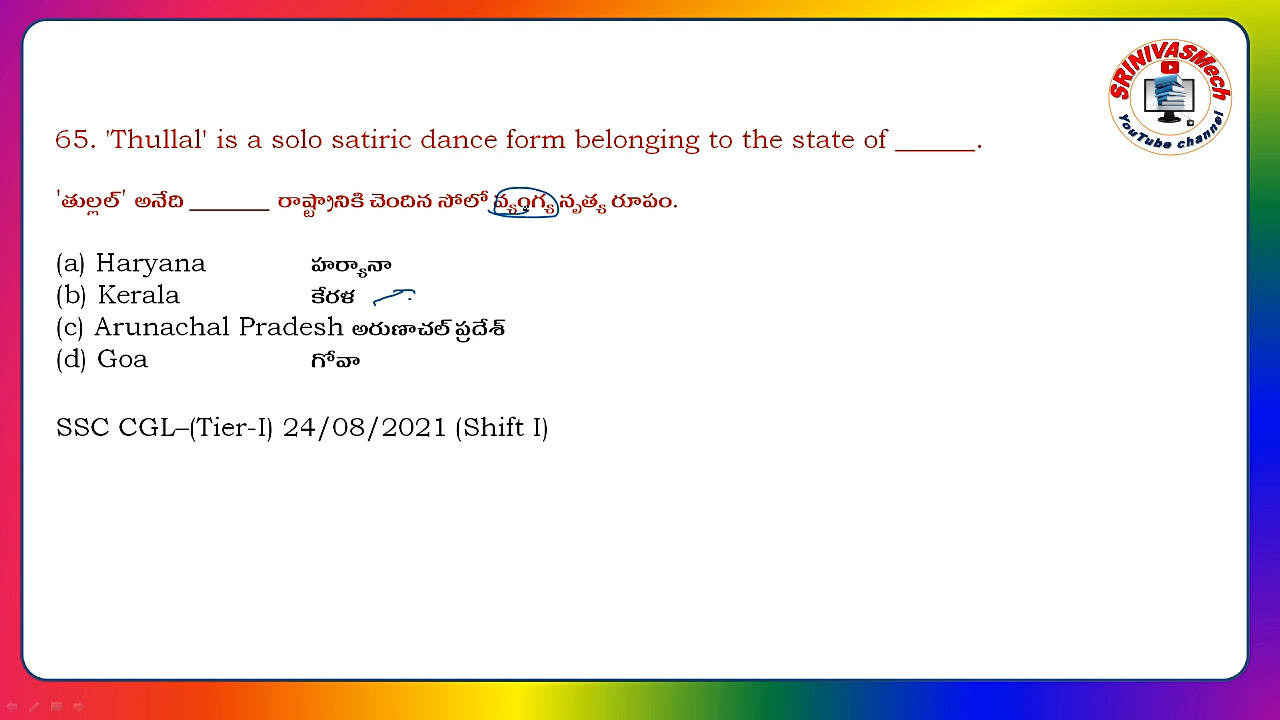 SRINIVASMech
YouTube channel
65. 'Thullal' is a solo satiric dance form belonging to the state of ______.
'తుల్లల్' అనేది _______ రాష్ట్రానికి చెందిన సోలో వ్యంగ్య నృత్య రూపం.
(a) Haryana హర్యానా
(b) Kerala కేరళ
(c) Arunachal Pradesh అరుణాచల్ ప్రదేశ్
(d) Goa గోవా
SSC CGL–(Tier-I) 24/08/2021 (Shift I)